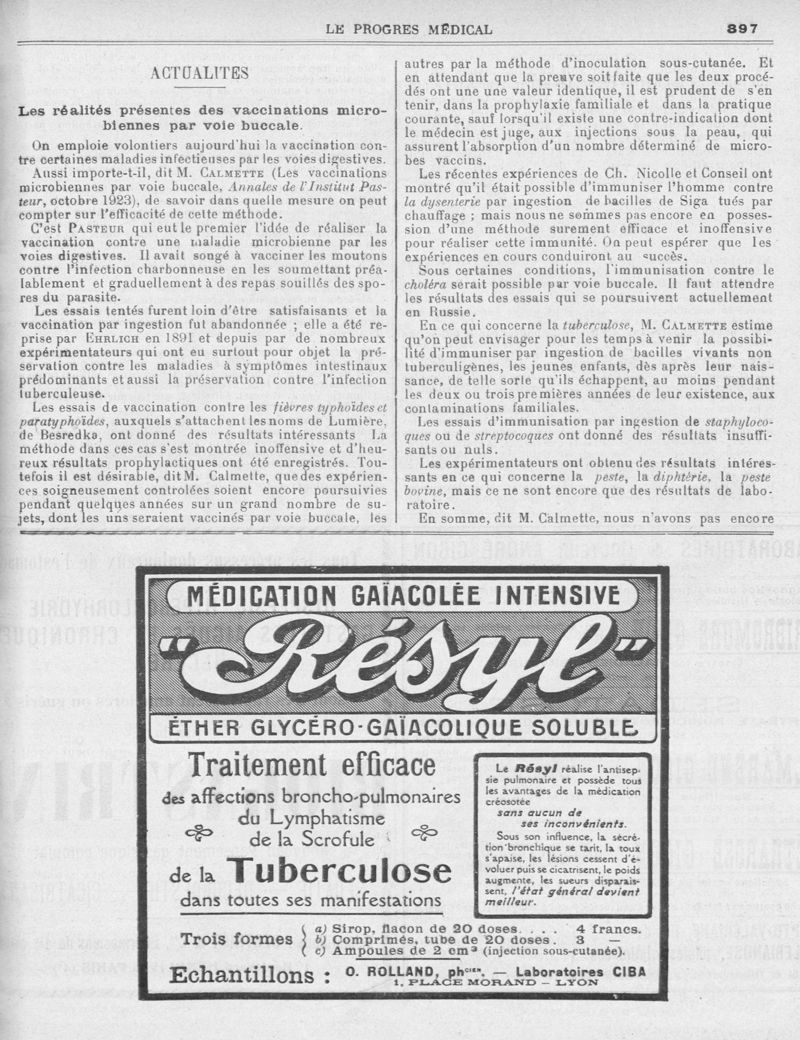 LE PROGRES MÉDICAL
897
ACTUALITES
Les réalités présentes des vaccinations micro-
biennes par voie buccale.
On emploie volontiers aujourd'hui la vaccination con-
tre certaines maladies infectieuses par les voies digestives.
Aussi importe-t-il, dit M. CALMETTE (Les vaccinations
microbiennes par voie buccale, Annales de l'Institut Pas-
teur, octobre 1923), de savoir dans quelle mesure on peut
compter sur l'efficacité de cette méthode.
C'est PASTEUR qui eut le premier l'idée de réaliser la
vaccination contre une maladie microbienne par les
voies digestives. Il avait songé à vacciner les moutons
contre l'infection charbonneuse en les soumettant préa-
lablement et graduellement à des repas souillés des spo-
res du parasite.
Les essais tentés furent loin d'être satisfaisants et la
vaccination par ingestion fut abandonnée ; elle a été re-
prise par EHRLICH en 1891 et depuis par de nombreux
expérimentateurs qui ont eu surtout pour objet la pré-
servation contre les maladies à symptômes intestinaux
prédominants et aussi la préservation contre l'infection
tuberculeuse.
Les essais de vaccination contre les fièvres typhoïdes et
paratyphoïdes, auxquels s'attachent les noms de Lumière,
de Besredka, ont donné des résultats intéressants La
méthode dans ces cas s'est montrée inoffensive et d'heu-
reux résultats prophylactiques ont été enregistrés. Tou-
tefois il est désirable, dit M. Calmette, que des expérien-
ces soigneusement controlées soient encore poursuivies
pendant quelques années sur un grand nombre de su-
jets, dont les uns seraient vaccinés par voie buccale, les
autres par la méthode d'inoculation sous-cutanée. Et
en attendant que la preuve soit faite que les deux procé-
dés ont une une valeur identique, il est prudent de s'en
tenir, dans la prophylaxie familiale et dans la pratique
courante, sauf lorsqu'il existe une contre-indication dont
le médecin est juge, aux injections sous la peau, qui
assurent l'absorption d'un nombre déterminé de micro-
bes vaccins.
Les récentes expériences de Ch. Nicolle et Conseil ont
montré qu'il était possible d'immuniser l'homme contre
la dysenterie par ingestion de bacilles de Siga tués par
chauffage ; mais nous ne sommes pas encore en posses-
sion d'une méthode surement efficace et inoffensive
pour réaliser cette immunité. On peut espérer que les
expériences en cours conduiront au succès.
Sous certaines conditions, l'immunisation contre le
choléra serait possible par voie buccale. Il faut attendre
les résultats des essais qui se poursuivent actuellement
en Russie.
En ce qui concerne la tuberculose, M. CALMETTE estime
qu'on peut envisager pour les temps à venir la possibi-
lité d'immuniser par ingestion de bacilles vivants non
tuberculigènes, les jeunes enfants, dès après leur nais-
sance, de telle sorte qu'ils échappent, au moins pendant
les deux ou trois premières années de leur existence, aux
contaminations familiales.
Les essais d'immunisation par ingestion de staphyloco-
ques ou de streptocoques ont donné des résultats insuffi-
sants ou nuls.
Les expérimentateurs ont obtenu des résultats intéres-
sants en ce qui concerne la peste, la diphtérie, la peste
bovine, mais ce ne sont encore que des résultats de labo-
ratoire.
En somme, dit M. Calmette, nous n'avons pas encore
MÉDICATION GAÏACOLÉE INTENSIVE
"Résyl"
ÉTHER GLYCÉRO-GAÏACOLIQUE SOLUBLE
Traitement efficace
des affections broncho-pulmonaires
du Lymphatisme
de la Scrofule
de la Tuberculose
dans toutes ses manifestations
Le Résyl réalise l'antisep-
sie pulmonaire et possède tous
les avantages de la médication
créosotée
sans aucun de
ses inconvénients.
Sous son influence, la sécré-
tion bronchique se tarit, la toux
s'apaise, les lésions cessent d'é-
voluer puis se cicatrisent, le poids
augmente, les sueurs disparais-
sent, l'état général devient
meilleur.
Trois formes
a) Sirop, flacon de 20 doses. . . . 4 francs.
b) Comprimés, tube de 20 doses . 3 —
c) Ampoules de 2 cm³ (injection sous-cutanée).
Echantillons : O. ROLLAND, phcien. — Laboratoires CIBA
1, PLACE MORAND — LYON